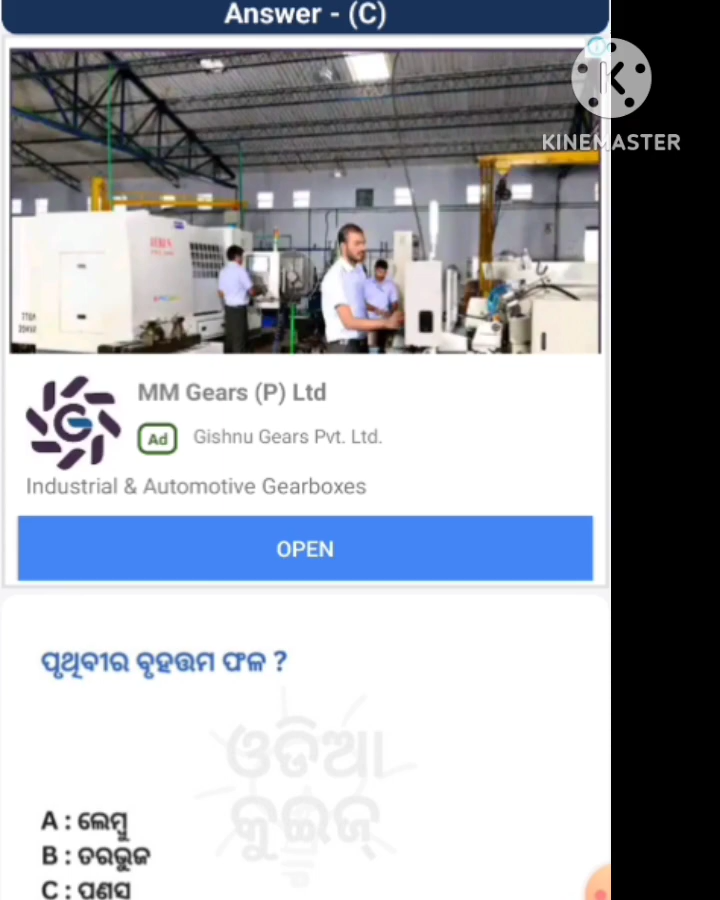 Answer - (C)
KINEMASTER
MM Gears (P) Ltd
Ad Gishnu Gears Pvt. Ltd.
Industrial & Automotive Gearboxes
OPEN
ପୃଥିବୀର ବୃହତ୍ତମ ଫଳ ?
ଓଡିଆ
କୁଇଜ୍
A : ଲେମ୍ବୁ
B : ତରଭୁଜ
C : ପଣସ